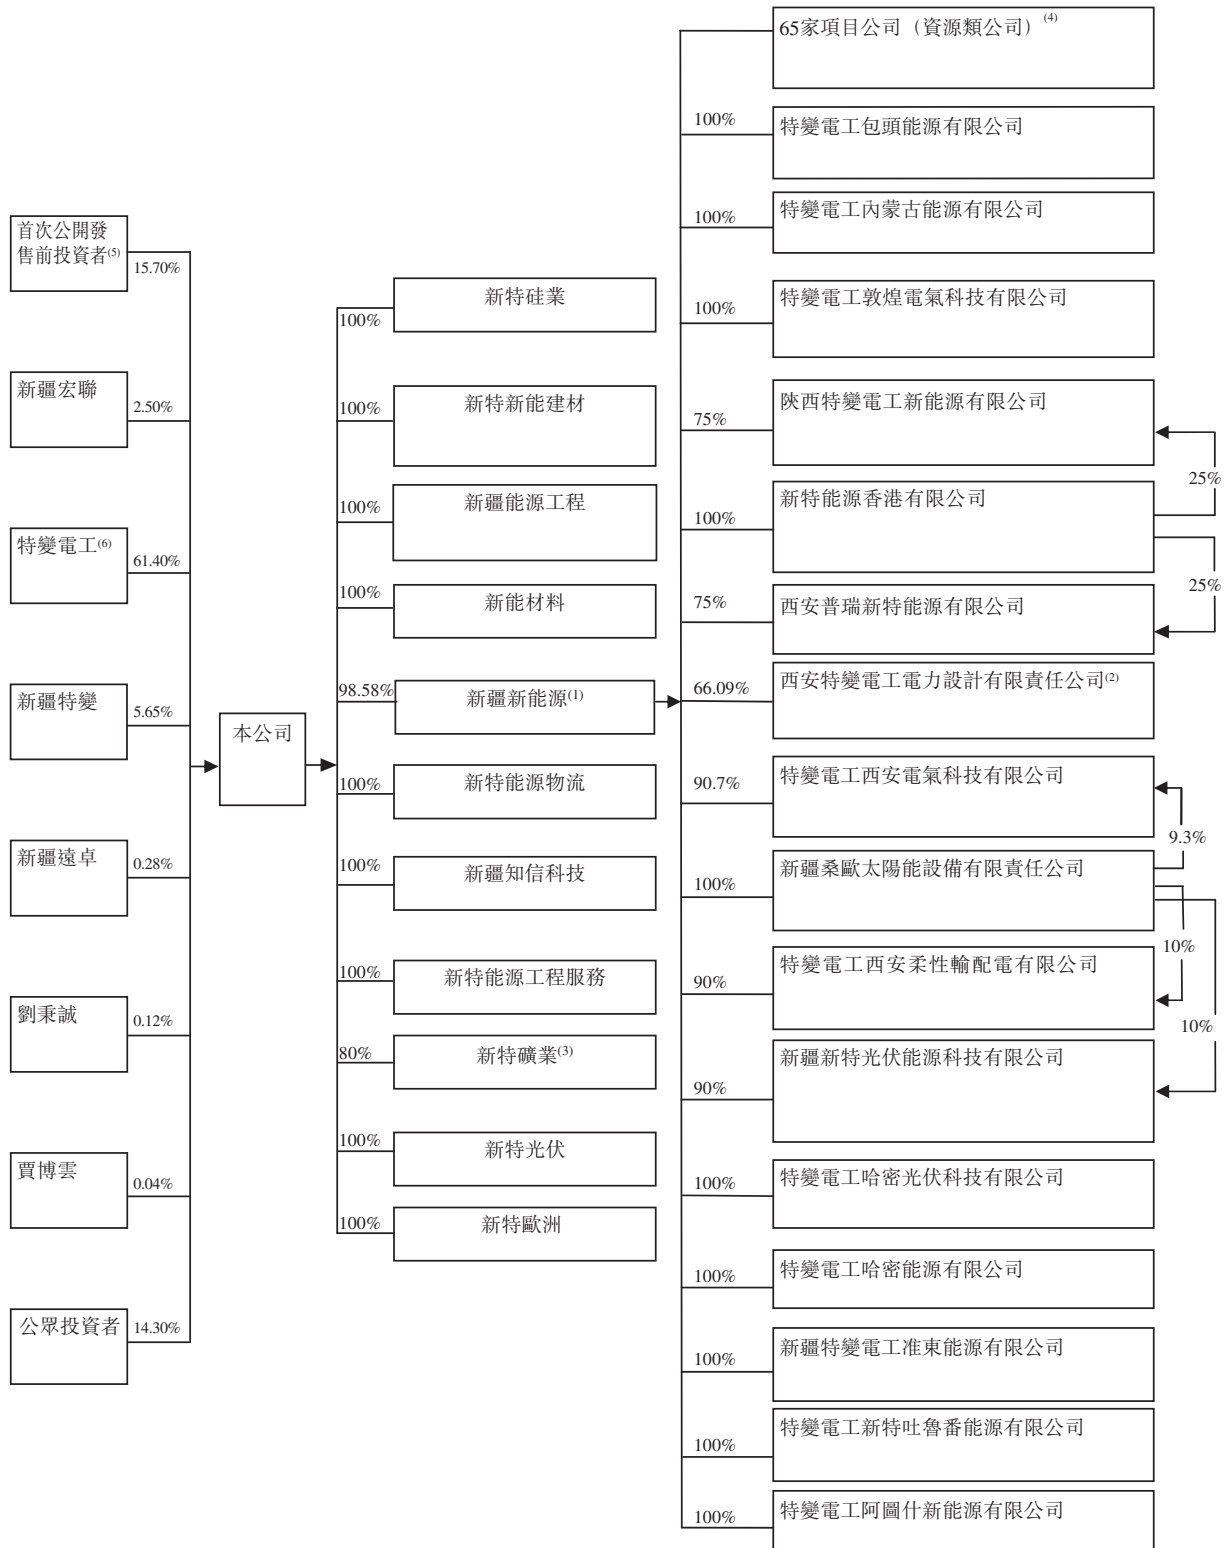 首次公開發
售前投資者(5)
15.70%
新疆宏聯
2.50%
特變電工(6)
61.40%
新疆特變
5.65%
新疆遠卓
0.28%
劉秉誠
0.12%
賈博雲
0.04%
公眾投資者
14.30%
本公司
100%
新特硅業
100%
新特新能建材
100%
新疆能源工程
100%
新能材料
98.58%
新疆新能源(1)
100%
新特能源物流
100%
新疆知信科技
100%
新特能源工程服務
80%
新特礦業(3)
100%
新特光伏
100%
新特歐洲
65家項目公司（資源類公司）(4)
100%
特變電工包頭能源有限公司
100%
特變電工內蒙古能源有限公司
100%
特變電工敦煌電氣科技有限公司
75%
陝西特變電工新能源有限公司
25%
100%
新特能源香港有限公司
25%
75%
西安普瑞新特能源有限公司
66.09%
西安特變電工電力設計有限責任公司(2)
90.7%
特變電工西安電氣科技有限公司
9.3%
100%
新疆桑歐太陽能設備有限責任公司
10%
90%
特變電工西安柔性輸配電有限公司
10%
90%
新疆新特光伏能源科技有限公司
100%
特變電工哈密光伏科技有限公司
100%
特變電工哈密能源有限公司
100%
新疆特變電工准東能源有限公司
100%
特變電工新特吐魯番能源有限公司
100%
特變電工阿圖什新能源有限公司